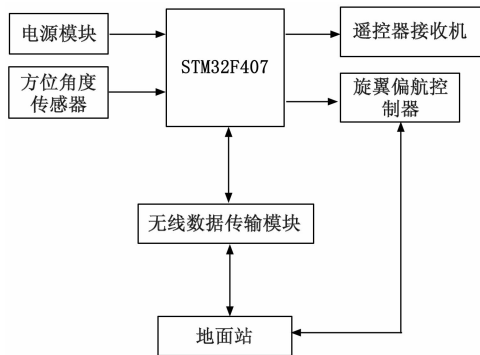 电源模块
方位角度
传感器
STM32F407
遥控器接收机
旋翼偏航控
制器
无线数据传输模块
地面站